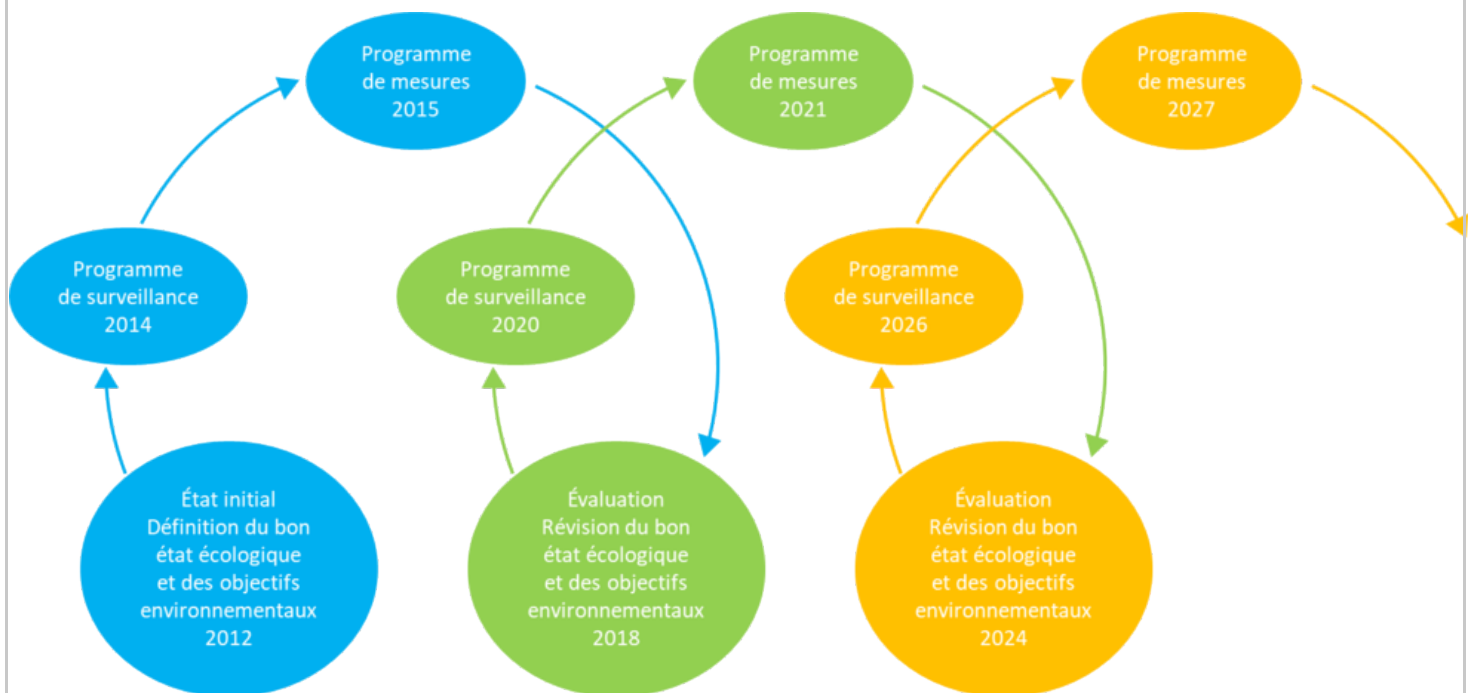 Programme
de mesures
2015
Programme
de mesures
2021
Programme
de mesures
2027
Programme
de surveillance
2014
Programme
de surveillance
2020
Programme
de surveillance
2026
État initial
Définition du bon
état écologique
et des objectifs
environnementaux
2012
Évaluation
Révision du bon
état écologique
et des objectifs
environnementaux
2018
Évaluation
Révision du bon
état écologique
et des objectifs
environnementaux
2024